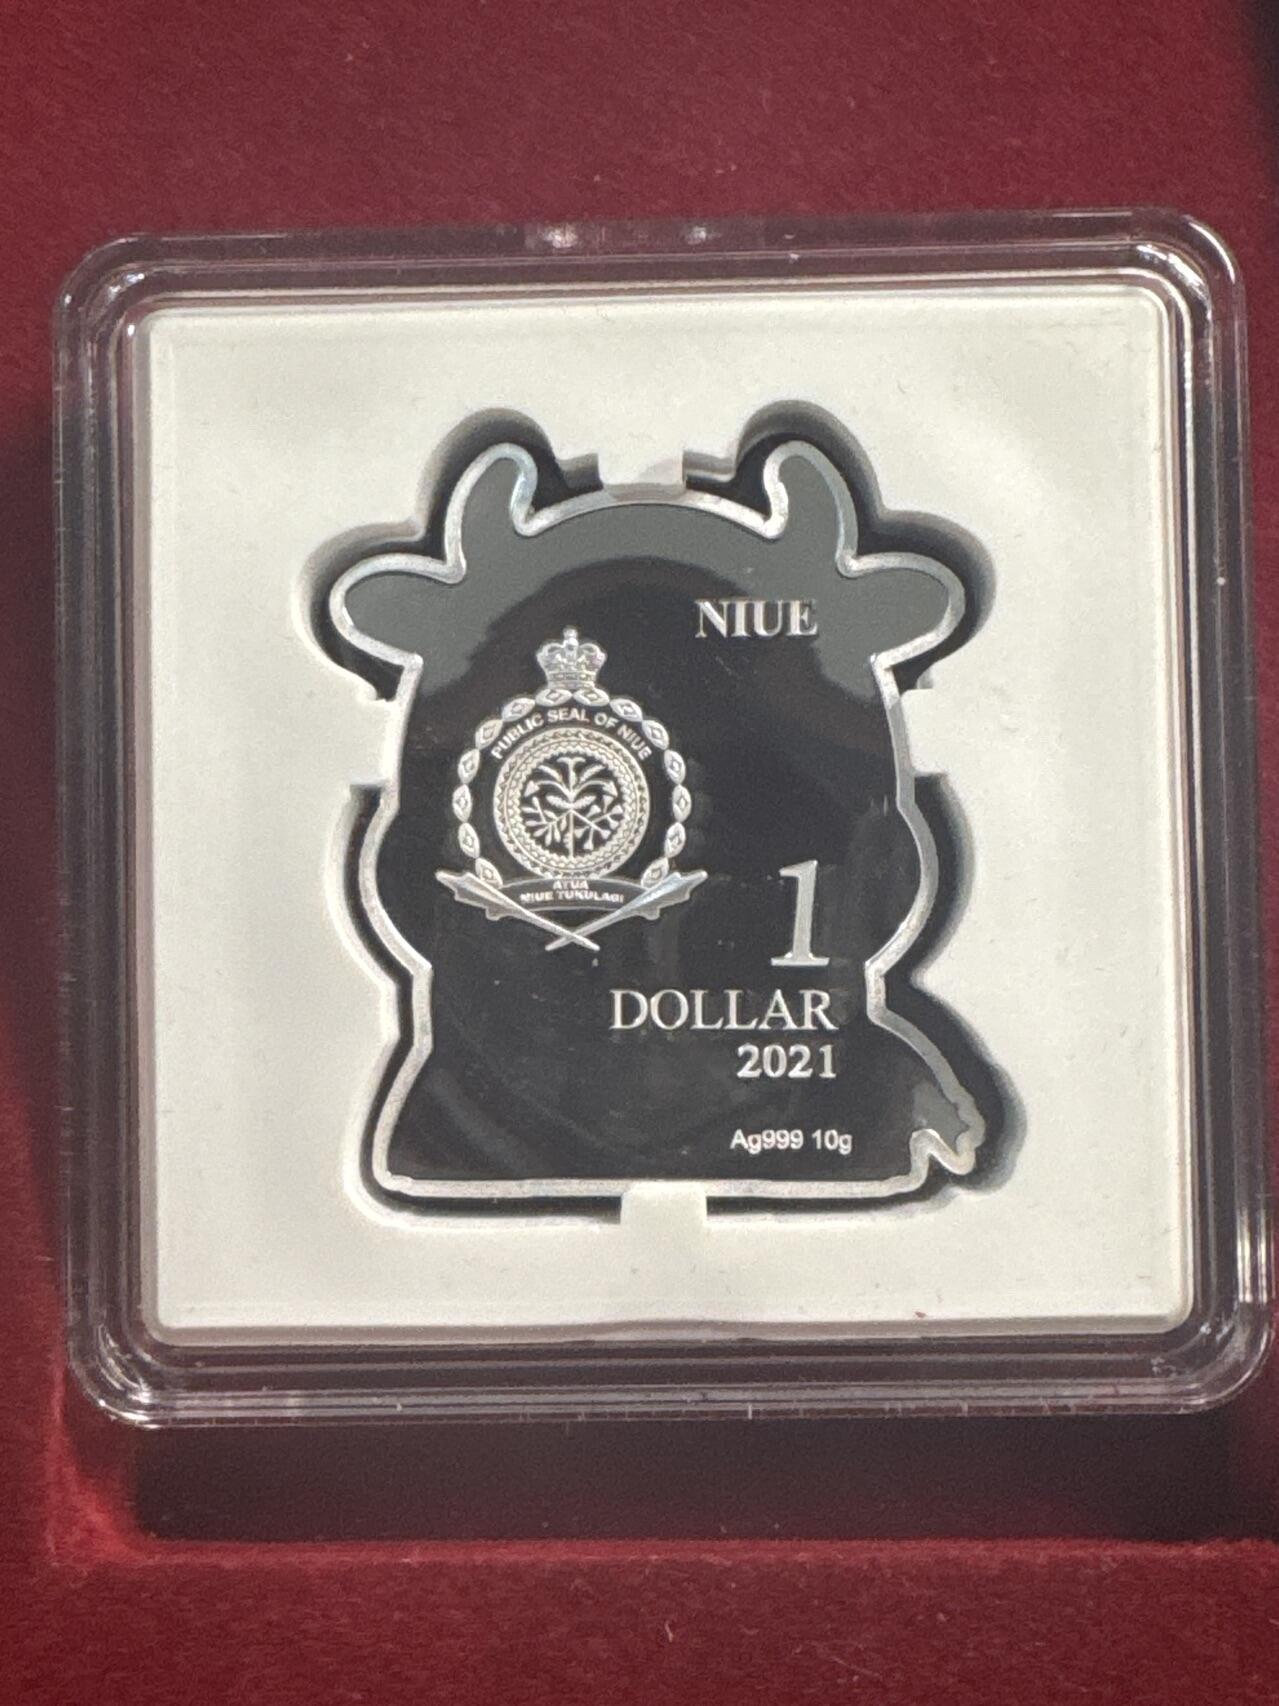 NIUE
PUBLIC SEAL OF NIUE
ATUA
NIUE TUKULAGI
1
DOLLAR
2021
Ag999 10g